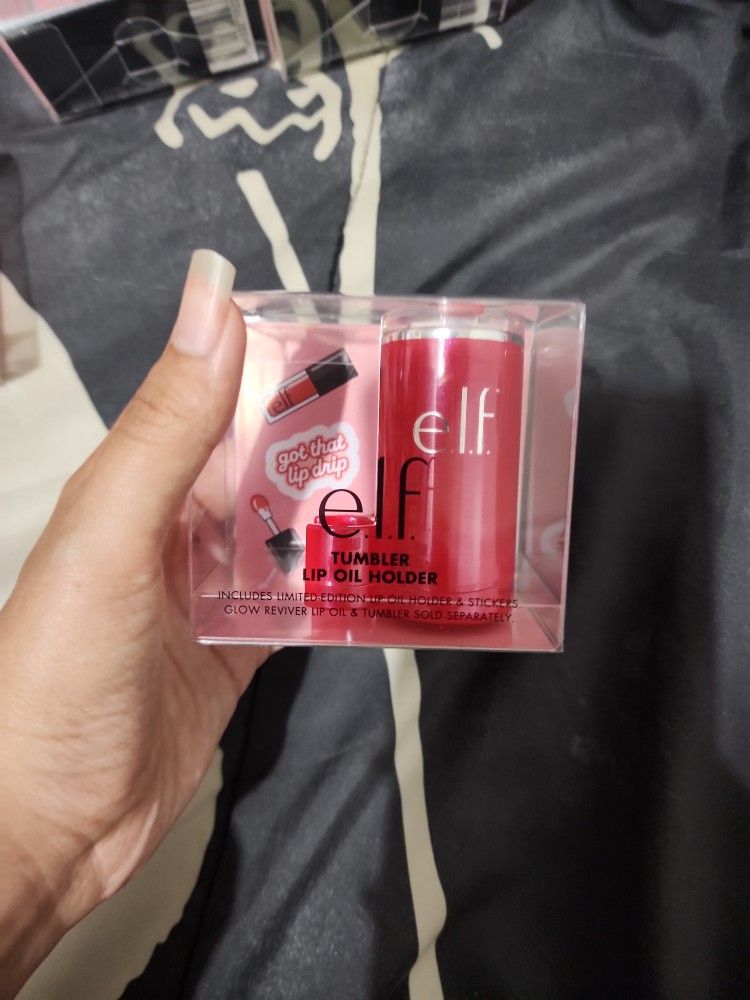 elf
got that
lip drip
e.l.f.
e.l.f.
TUMBLER
LIP OIL HOLDER
INCLUDES LIMITED-EDITION LIP OIL HOLDER & STICKERS.
GLOW REVIVER LIP OIL & TUMBLER SOLD SEPARATELY.